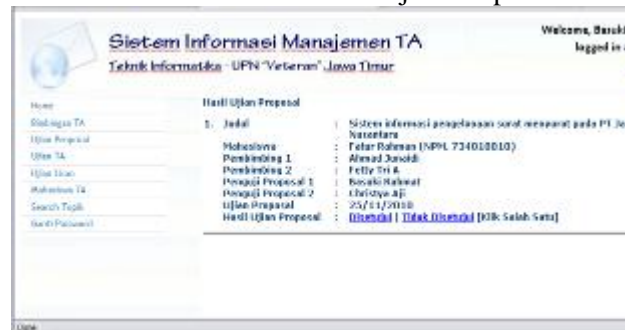 Sistem Informasi Manajemen TA
Teknik Informatika - UPN "Veteran" Jawa Timur
Welcome, Basuki
logged in
Home
Bimbingan TA
Ujian Proposal
Ujian TA
Ujian Lisan
Mahasiswa TA
Search Topik
Ganti Password
Hasil Ujian Proposal
1. Judul : Sistem informasi pengelolaan surat menyurat pada PT. Ja
Nusantara
Mahasiswa : Fatur Rahman (NPM. 734010010)
Pembimbing 1 : Ahmad Junaidi
Pembimbing 2 : Fetty Tri A
Penguji Proposal 1 : Basuki Rahmat
Penguji Proposal 2 : Christyo Aji
Ujian Proposal : 25/11/2010
Hasil Ujian Proposal : Disetujui | Tidak Disetujui [Klik Salah Satu]
Done